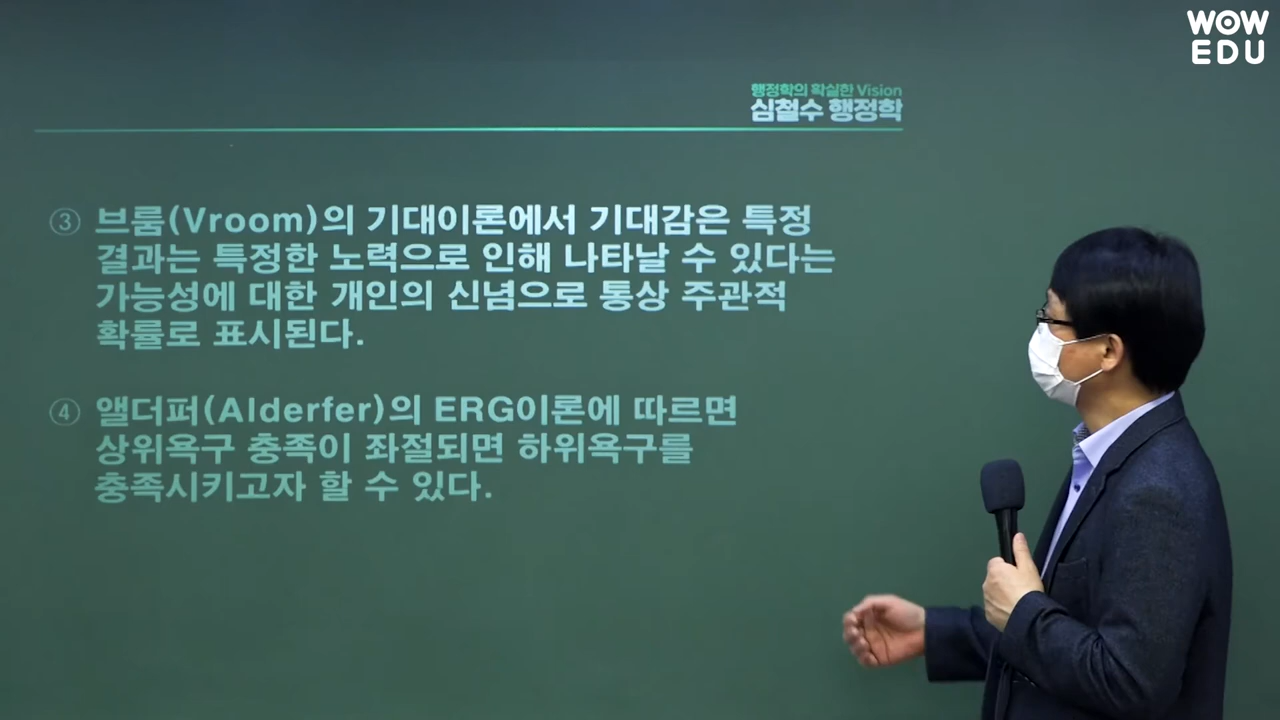 WOW
EDU
행정학의 확실한 Vision
심철수 행정학
③ 브룸(Vroom)의 기대이론에서 기대감은 특정
결과는 특정한 노력으로 인해 나타날 수 있다는
가능성에 대한 개인의 신념으로 통상 주관적
확률로 표시된다.
④ 앨더퍼(Alderfer)의 ERG이론에 따르면
상위욕구 충족이 좌절되면 하위욕구를
충족시키고자 할 수 있다.